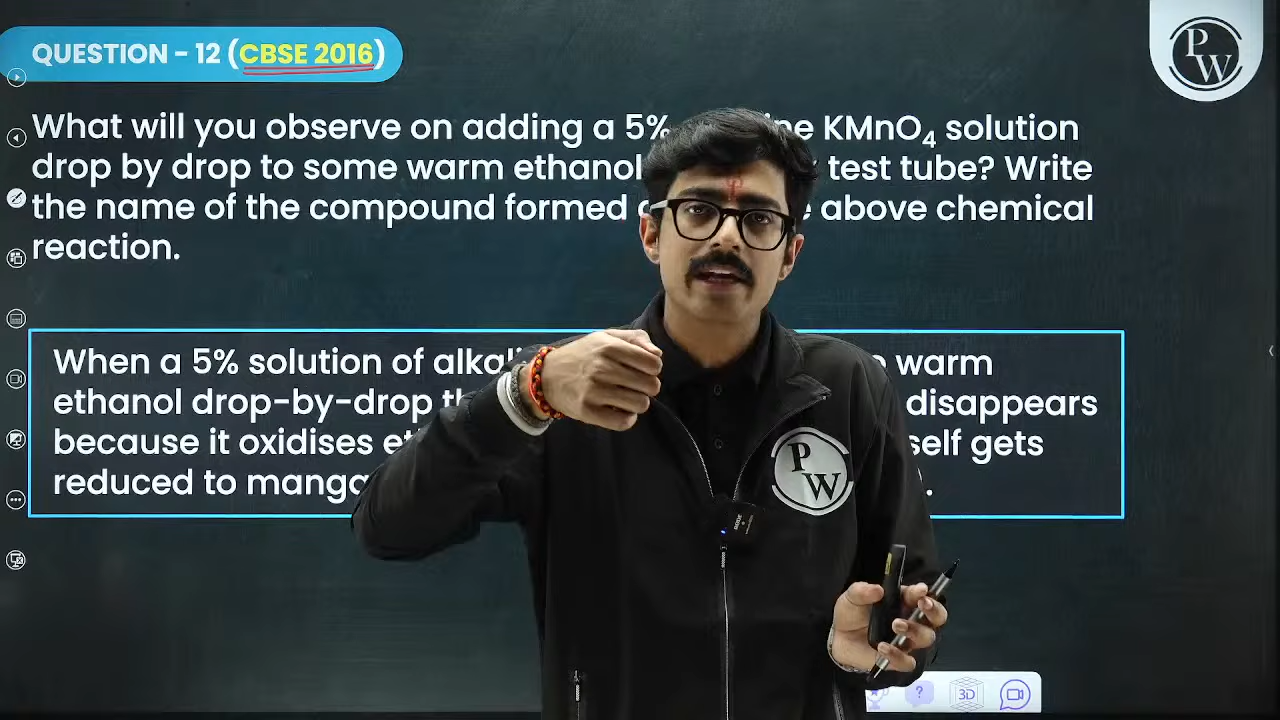 QUESTION - 12 (CBSE 2016)
What will you observe on adding a 5% KMnO₄ solution
drop by drop to some warm ethanol test tube? Write
the name of the compound formed above chemical
reaction.
When a 5% solution of warm
ethanol drop-by-drop disappears
because it oxidises gets
reduced to
PW
PW
3D
?